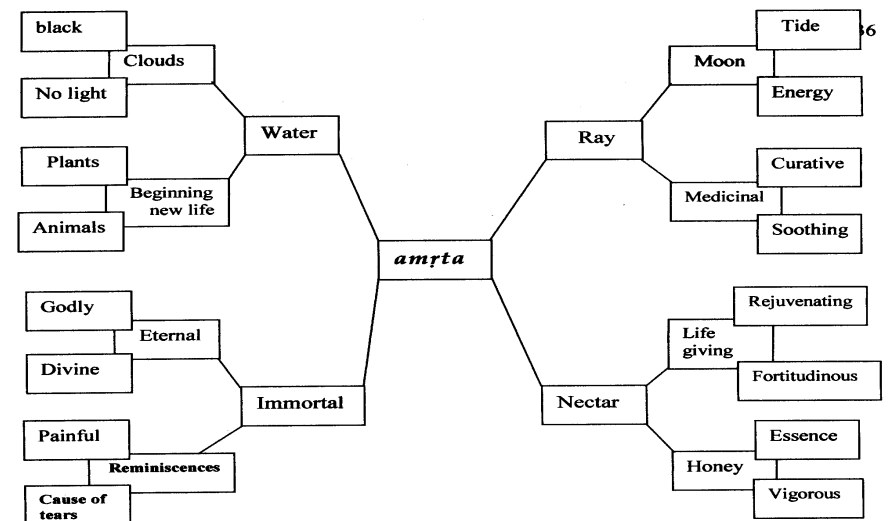 black
Clouds
No light
Water
Plants
Beginning
new life
Animals
Tide
36
Moon
Energy
Ray
Curative
Medicinal
Soothing
amṛta
Godly
Eternal
Divine
Immortal
Painful
Reminiscences
Cause of
tears
Rejuvenating
Life
giving
Fortitudinous
Nectar
Essence
Honey
Vigorous